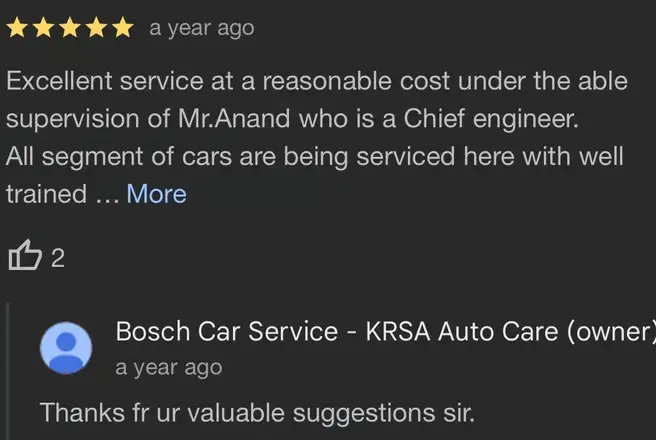 a year ago
Excellent service at a reasonable cost under the able
supervision of Mr.Anand who is a Chief engineer.
All segment of cars are being serviced here with well
trained … More
2
Bosch Car Service - KRSA Auto Care (owner)
a year ago
Thanks fr ur valuable suggestions sir.